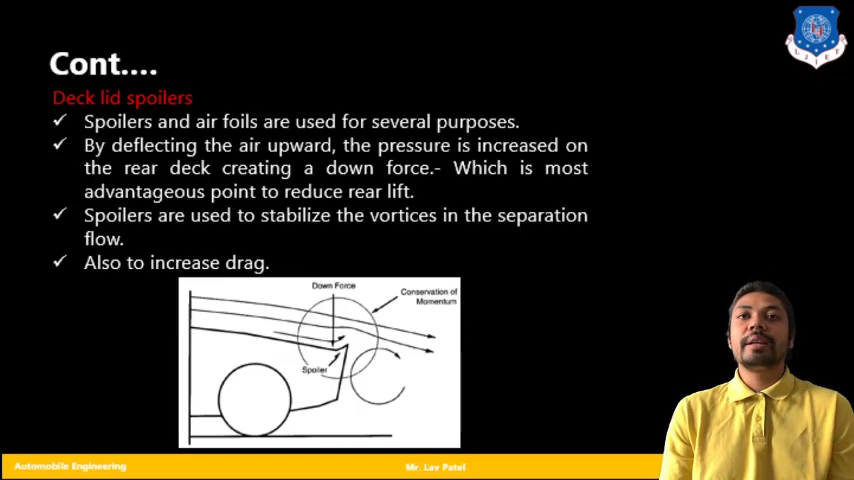 Cont....
Deck lid spoilers
✓ Spoilers and air foils are used for several purposes.
✓ By deflecting the air upward, the pressure is increased on
the rear deck creating a down force.- Which is most
advantageous point to reduce rear lift.
✓ Spoilers are used to stabilize the vortices in the separation
flow.
✓ Also to increase drag.
Down Force
Conservation of
Momentum
Spoiler
Automobile Engineering
Mr. Lav Patel